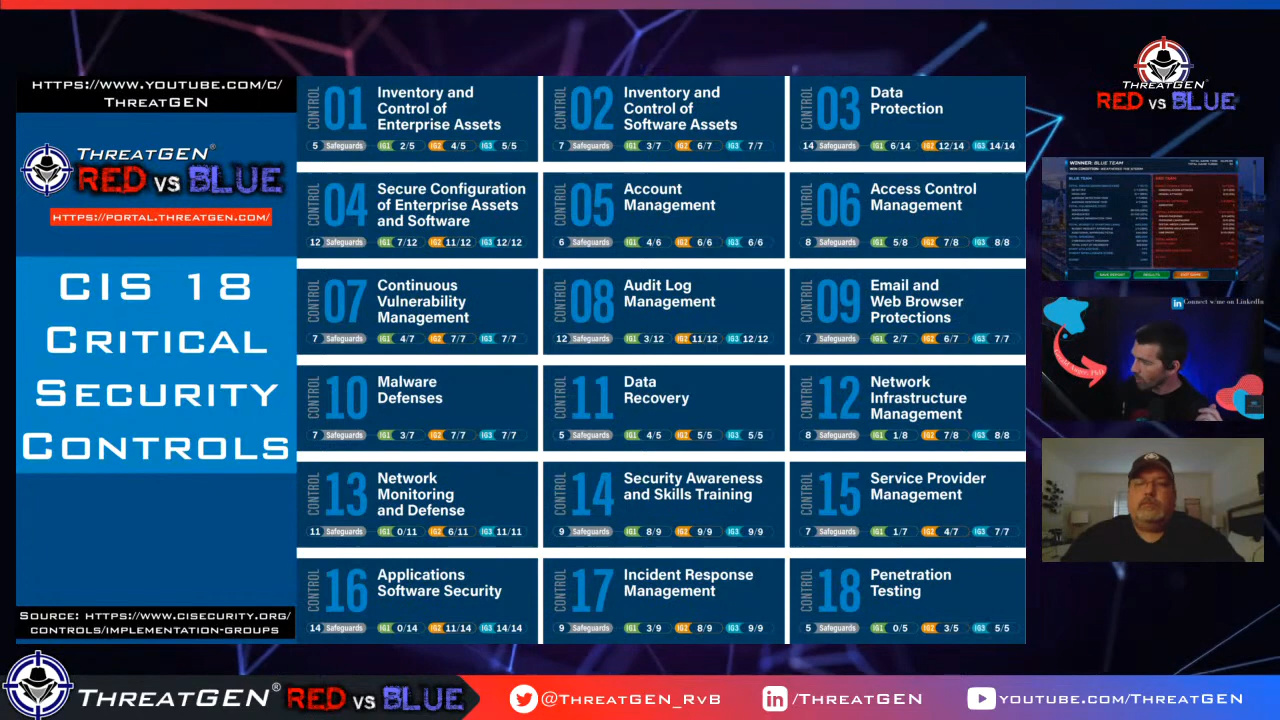 HTTPS://WWW.YOUTUBE.COM/C/
THREATGEN
THREATGEN®
RED VS BLUE
HTTPS://PORTAL.THREATGEN.COM/
CIS 18
CRITICAL
SECURITY
CONTROLS
SOURCE: HTTPS://WWW.CISECURITY.ORG/
CONTROLS/IMPLEMENTATION-GROUPS
CONTROL 01 Inventory and
Control of
Enterprise Assets
5 Safeguards IG1 2/5 IG2 4/5 IG3 5/5
CONTROL 02 Inventory and
Control of
Software Assets
7 Safeguards IG1 3/7 IG2 6/7 IG3 7/7
CONTROL 03 Data
Protection
14 Safeguards IG1 6/14 IG2 12/14 IG3 14/14
CONTROL 04 Secure Configuration
of Enterprise Assets
and Software
12 Safeguards IG1 7/12 IG2 11/12 IG3 12/12
CONTROL 05 Account
Management
6 Safeguards IG1 4/6 IG2 6/6 IG3 6/6
CONTROL 06 Access Control
Management
8 Safeguards IG1 5/8 IG2 7/8 IG3 8/8
CONTROL 07 Continuous
Vulnerability
Management
7 Safeguards IG1 4/7 IG2 7/7 IG3 7/7
CONTROL 08 Audit Log
Management
12 Safeguards IG1 3/12 IG2 11/12 IG3 12/12
CONTROL 09 Email and
Web Browser
Protections
7 Safeguards IG1 2/7 IG2 6/7 IG3 7/7
CONTROL 10 Malware
Defenses
7 Safeguards IG1 3/7 IG2 7/7 IG3 7/7
CONTROL 11 Data
Recovery
5 Safeguards IG1 4/5 IG2 5/5 IG3 5/5
CONTROL 12 Network
Infrastructure
Management
8 Safeguards IG1 1/8 IG2 7/8 IG3 8/8
CONTROL 13 Network
Monitoring
and Defense
11 Safeguards IG1 0/11 IG2 6/11 IG3 11/11
CONTROL 14 Security Awareness
and Skills Training
9 Safeguards IG1 8/9 IG2 9/9 IG3 9/9
CONTROL 15 Service Provider
Management
7 Safeguards IG1 1/7 IG2 4/7 IG3 7/7
CONTROL 16 Applications
Software Security
14 Safeguards IG1 0/14 IG2 11/14 IG3 14/14
CONTROL 17 Incident Response
Management
9 Safeguards IG1 3/9 IG2 8/9 IG3 9/9
CONTROL 18 Penetration
Testing
5 Safeguards IG1 0/5 IG2 3/5 IG3 5/5
THREATGEN®
RED VS BLUE
WINNER: BLUE TEAM
in Connect w/me on LinkedIn
THREATGEN® RED VS BLUE
@THREATGEN_RVB
in /THREATGEN
YOUTUBE.COM/THREATGEN